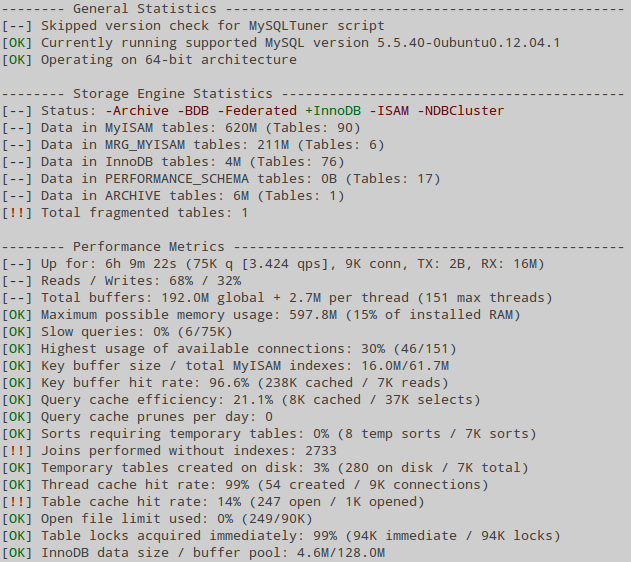 -------- General Statistics --------------------------------------------------
[--] Skipped version check for MySQLTuner script
[OK] Currently running supported MySQL version 5.5.40-0ubuntu0.12.04.1
[OK] Operating on 64-bit architecture
-------- Storage Engine Statistics -------------------------------------------
[--] Status: -Archive -BDB -Federated +InnoDB -ISAM -NDBCluster
[--] Data in MyISAM tables: 620M (Tables: 90)
[--] Data in MRG_MYISAM tables: 211M (Tables: 6)
[--] Data in InnoDB tables: 4M (Tables: 76)
[--] Data in PERFORMANCE_SCHEMA tables: 0B (Tables: 17)
[--] Data in ARCHIVE tables: 6M (Tables: 1)
[!!] Total fragmented tables: 1
-------- Performance Metrics -------------------------------------------------
[--] Up for: 6h 9m 22s (75K q [3.424 qps], 9K conn, TX: 2B, RX: 16M)
[--] Reads / Writes: 68% / 32%
[--] Total buffers: 192.0M global + 2.7M per thread (151 max threads)
[OK] Maximum possible memory usage: 597.8M (15% of installed RAM)
[OK] Slow queries: 0% (6/75K)
[OK] Highest usage of available connections: 30% (46/151)
[OK] Key buffer size / total MyISAM indexes: 16.0M/61.7M
[OK] Key buffer hit rate: 96.6% (238K cached / 7K reads)
[OK] Query cache efficiency: 21.1% (8K cached / 37K selects)
[OK] Query cache prunes per day: 0
[OK] Sorts requiring temporary tables: 0% (8 temp sorts / 7K sorts)
[!!] Joins performed without indexes: 2733
[OK] Temporary tables created on disk: 3% (280 on disk / 7K total)
[OK] Thread cache hit rate: 99% (54 created / 9K connections)
[!!] Table cache hit rate: 14% (247 open / 1K opened)
[OK] Open file limit used: 0% (249/90K)
[OK] Table locks acquired immediately: 99% (94K immediate / 94K locks)
[OK] InnoDB data size / buffer pool: 4.6M/128.0M